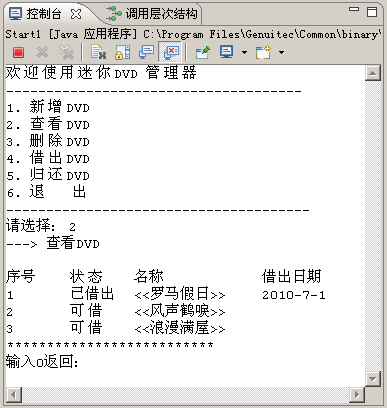 控制台 调用层次结构
Start1 [Java 应用程序] C:\Program Files\Genuitec\Common\binary\
欢迎使用迷你DVD 管理器
-------------------------------------
1. 新增DVD
2. 查看DVD
3. 删除DVD
4. 借出DVD
5. 归还DVD
6. 退 出
--------------------------------------
请选择: 2
---> 查看DVD
序号 状态 名称 借出日期
1 已借出 <<罗马假日>> 2010-7-1
2 可借 <<风声鹤唳>>
3 可借 <<浪漫满屋>>
**************************
输入0返回: